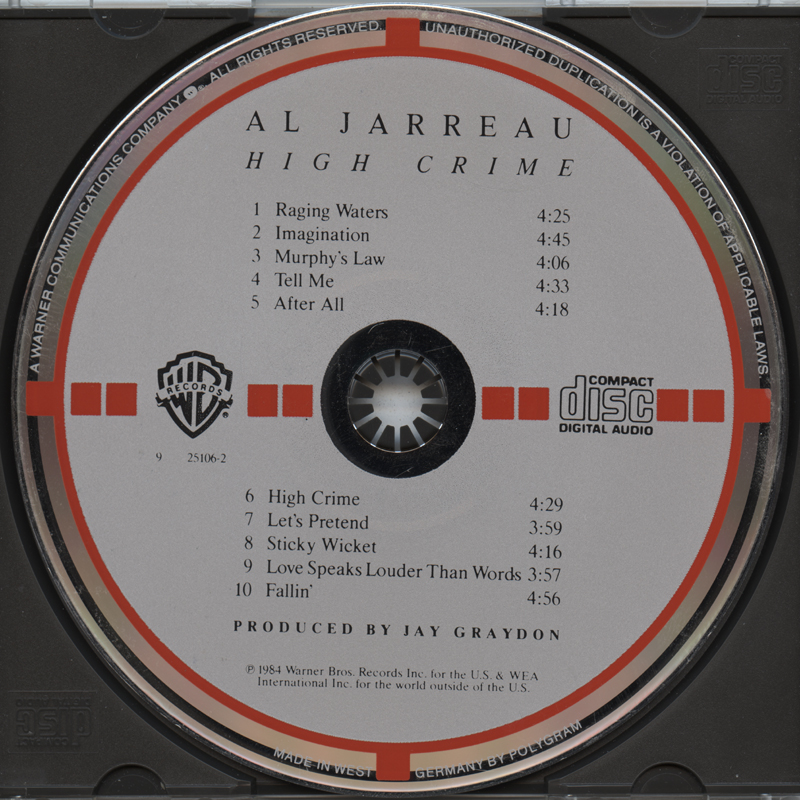 A WARNER COMMUNICATIONS COMPANY ® ALL RIGHTS RESERVED. UNAUTHORIZED DUPLICATION IS A VIOLATION OF APPLICABLE LAWS.
AL JARREAU
HIGH CRIME
1 Raging Waters 4:25
2 Imagination 4:45
3 Murphy's Law 4:06
4 Tell Me 4:33
5 After All 4:18
WB RECORDS ®
COMPACT
disc
DIGITAL AUDIO
9 25106-2
6 High Crime 4:29
7 Let's Pretend 3:59
8 Sticky Wicket 4:16
9 Love Speaks Louder Than Words 3:57
10 Fallin' 4:56
PRODUCED BY JAY GRAYDON
℗ 1984 Warner Bros. Records Inc. for the U.S. & WEA
International Inc. for the world outside of the U.S.
MADE IN WEST GERMANY BY POLYGRAM
COMPACT
disc
DIGITAL AUDIO